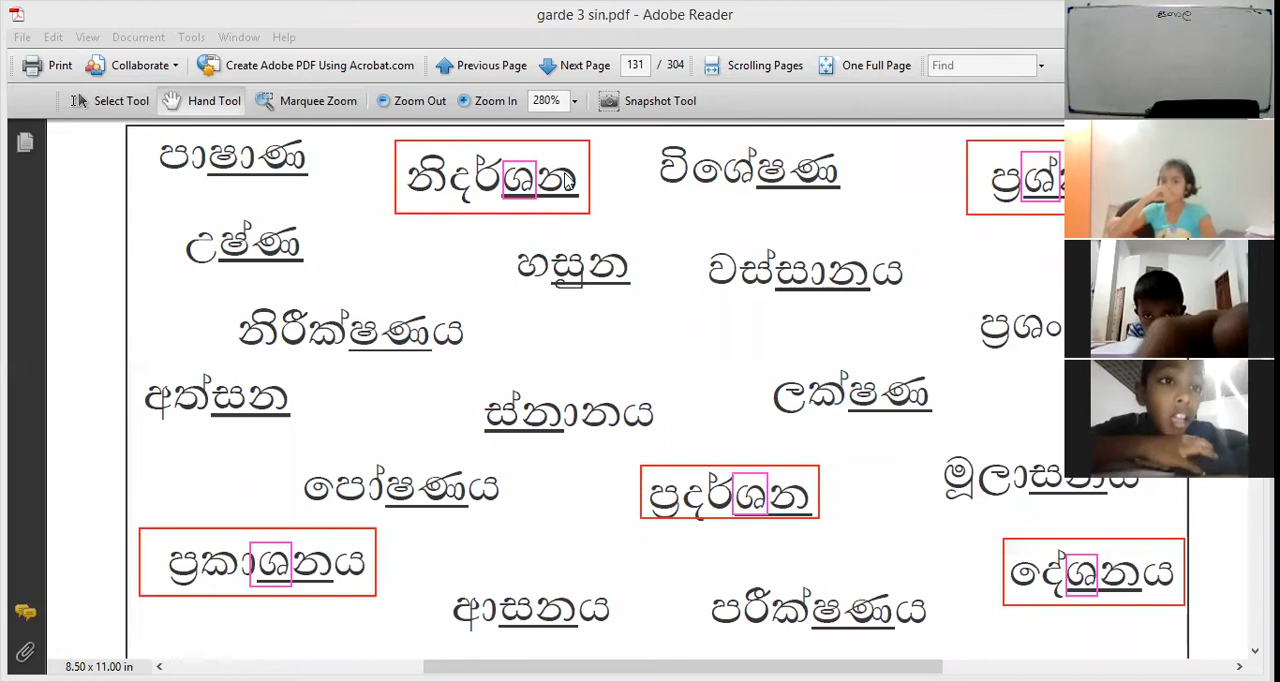 garde 3 sin.pdf - Adobe Reader
File Edit View Document Tools Window Help
Print Collaborate Create Adobe PDF Using Acrobat.com Previous Page Next Page 131 / 304 Scrolling Pages One Full Page Find
Select Tool Hand Tool Marquee Zoom Zoom Out Zoom In 280% Snapshot Tool
පාෂාණ නිදර්ශන විශේෂණ
උෂ්ණ හසුන වස්සානය
නිරීක්ෂණය
අත්සන ස්නානය ලක්ෂණ
පෝෂණය ප්‍රදර්ශන මූලාසනය
ප්‍රකාශනය දේශනය
ආසනය පරීක්ෂණය
8.50 x 11.00 in